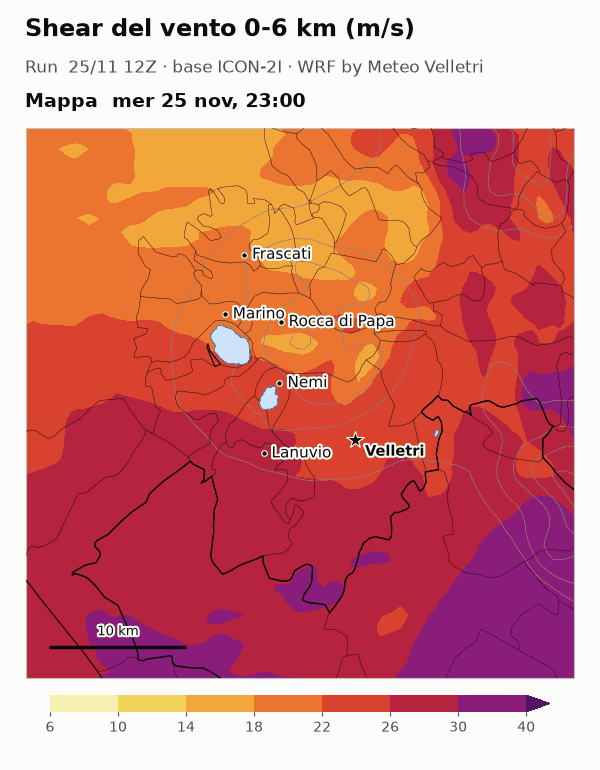 Shear del vento 0-6 km (m/s)
Run  25/11 12Z · base ICON-2I · WRF by Meteo Velletri
Mappa  mer 25 nov, 23:00
Frascati
Marino
Rocca di Papa
Nemi
Velletri
Lanuvio
10 km
6 10 14 18 22 26 30 40